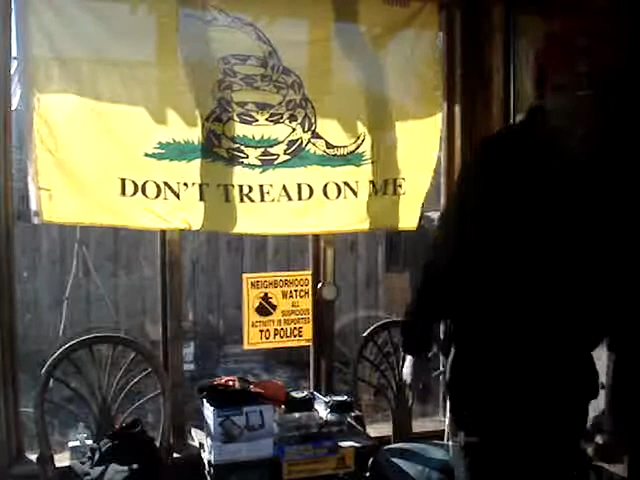 DON'T TREAD ON ME
NEIGHBORHOOD
WATCH
ALL
SUSPICIOUS
ACTIVITY IS REPORTED
TO POLICE